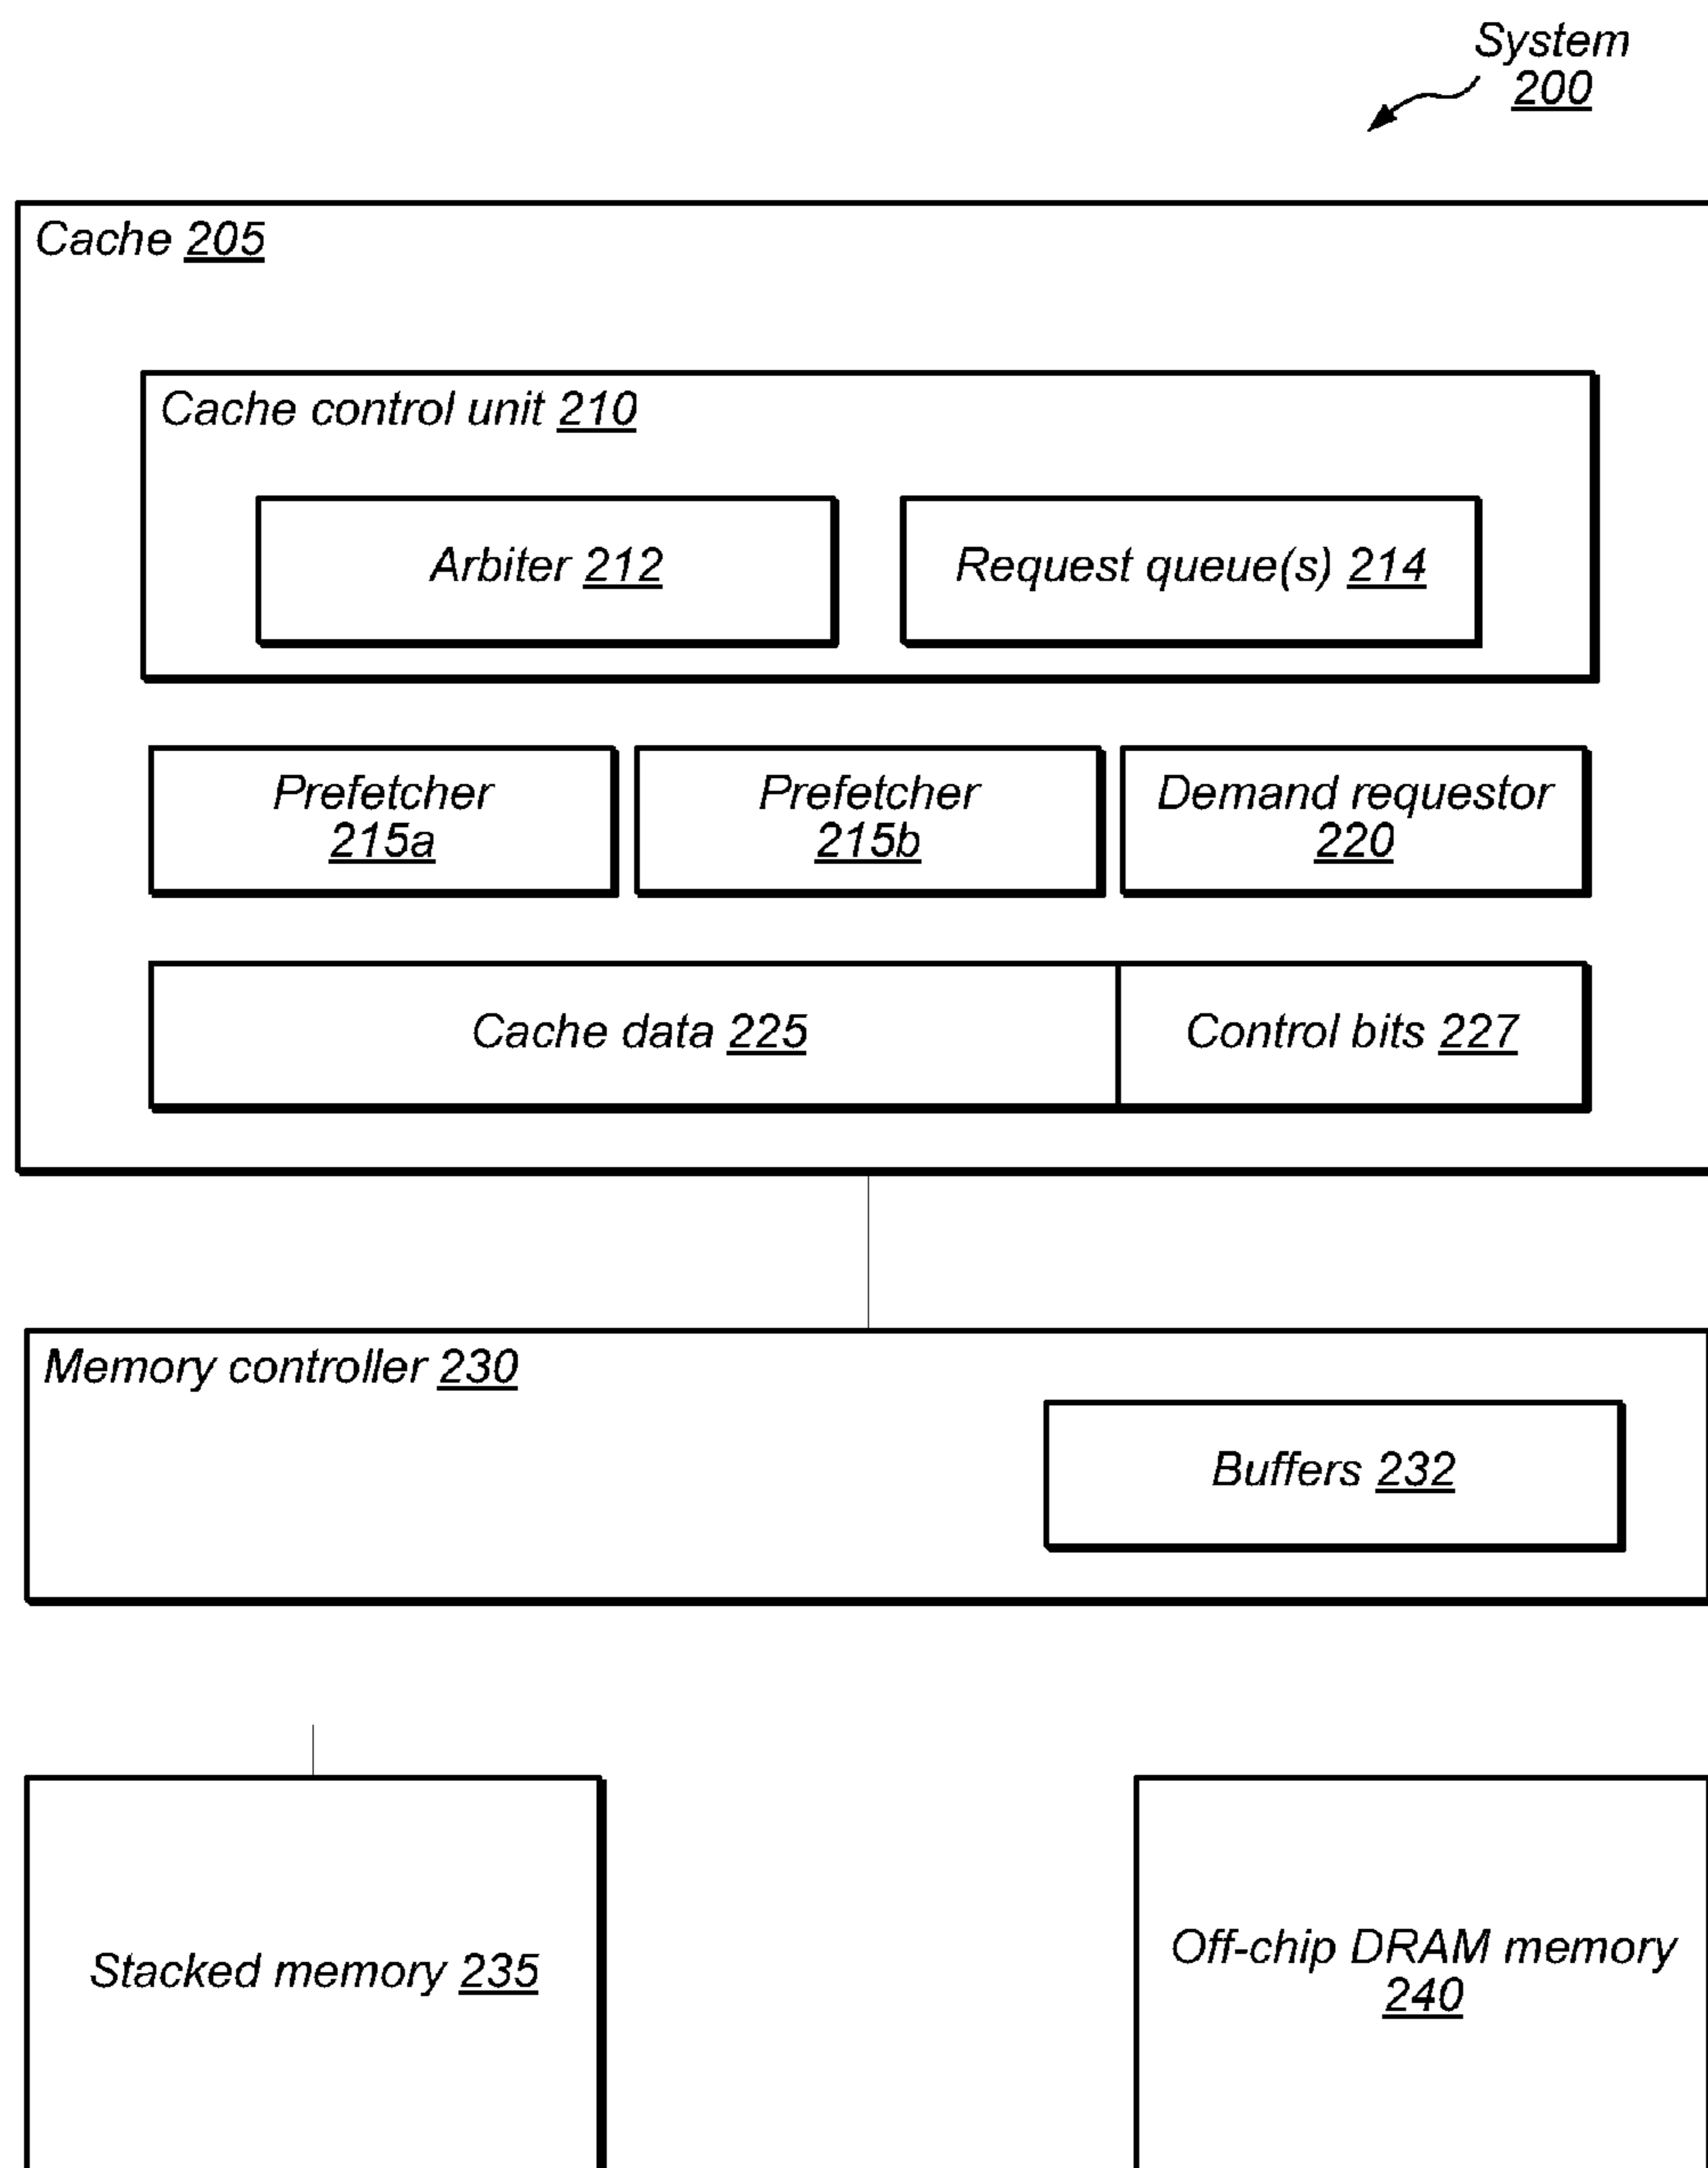 System
200
Cache 205
Cache control unit 210
Arbiter 212
Request queue(s) 214
Prefetcher
215a
Prefetcher
215b
Demand requestor
220
Cache data 225
Control bits 227
Memory controller 230
Buffers 232
Stacked memory 235
Off-chip DRAM memory
240